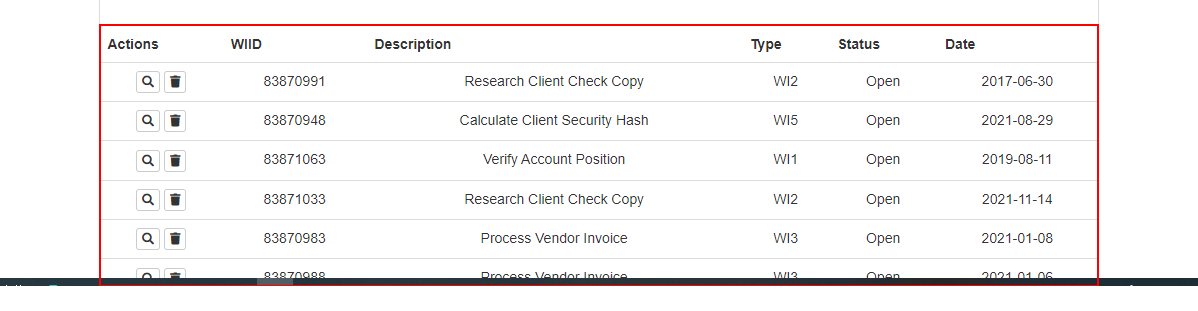 Actions WIID Description Type Status Date
83870991 Research Client Check Copy WI2 Open 2017-06-30
83870948 Calculate Client Security Hash WI5 Open 2021-08-29
83871063 Verify Account Position WI1 Open 2019-08-11
83871033 Research Client Check Copy WI2 Open 2021-11-14
83870983 Process Vendor Invoice WI3 Open 2021-01-08
83870988 Process Vendor Invoice WI3 Open 2021-01-06